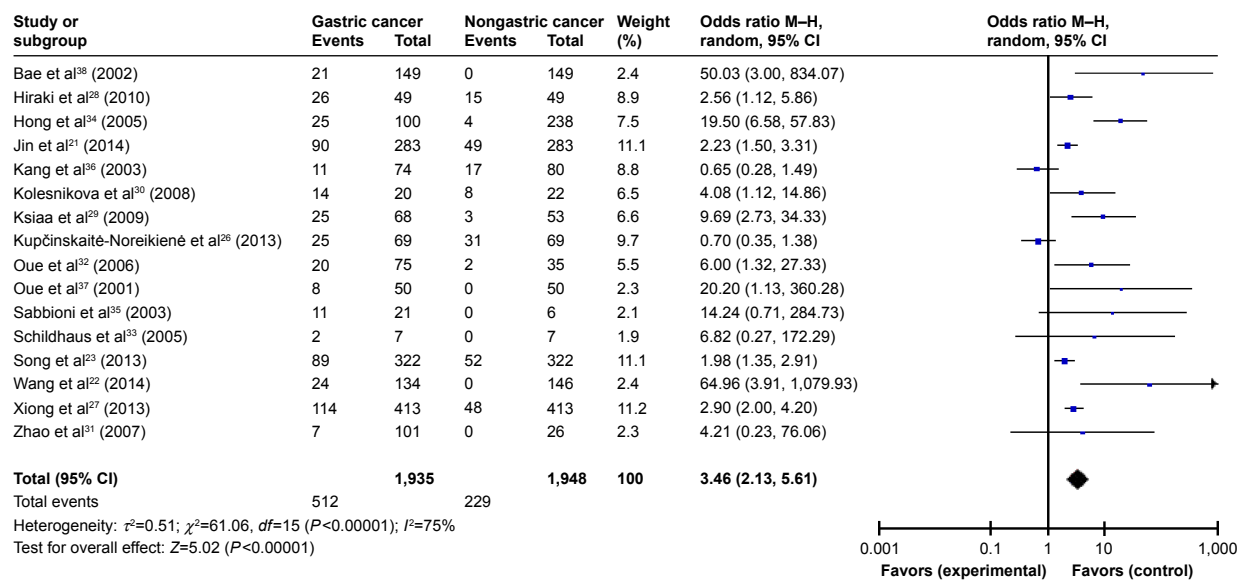 Study or Gastric cancer Nongastric cancer Weight Odds ratio M–H, Odds ratio M–H,
subgroup Events Total Events Total (%) random, 95% CI random, 95% CI
Bae et al³⁸ (2002) 21 149 0 149 2.4 50.03 (3.00, 834.07)
Hiraki et al²⁸ (2010) 26 49 15 49 8.9 2.56 (1.12, 5.86)
Hong et al³⁴ (2005) 25 100 4 238 7.5 19.50 (6.58, 57.83)
Jin et al²¹ (2014) 90 283 49 283 11.1 2.23 (1.50, 3.31)
Kang et al³⁶ (2003) 11 74 17 80 8.8 0.65 (0.28, 1.49)
Kolesnikova et al³⁰ (2008) 14 20 8 22 6.5 4.08 (1.12, 14.86)
Ksiaa et al²⁹ (2009) 25 68 3 53 6.6 9.69 (2.73, 34.33)
Kupčinskaitė-Noreikienė et al²⁶ (2013) 25 69 31 69 9.7 0.70 (0.35, 1.38)
Oue et al³² (2006) 20 75 2 35 5.5 6.00 (1.32, 27.33)
Oue et al³⁷ (2001) 8 50 0 50 2.3 20.20 (1.13, 360.28)
Sabbioni et al³⁵ (2003) 11 21 0 6 2.1 14.24 (0.71, 284.73)
Schildhaus et al³³ (2005) 2 7 0 7 1.9 6.82 (0.27, 172.29)
Song et al²³ (2013) 89 322 52 322 11.1 1.98 (1.35, 2.91)
Wang et al²² (2014) 24 134 0 146 2.4 64.96 (3.91, 1,079.93)
Xiong et al²⁷ (2013) 114 413 48 413 11.2 2.90 (2.00, 4.20)
Zhao et al³¹ (2007) 7 101 0 26 2.3 4.21 (0.23, 76.06)
Total (95% CI) 1,935 1,948 100 3.46 (2.13, 5.61)
Total events 512 229
Heterogeneity: τ²=0.51; χ²=61.06, df=15 (P<0.00001); I²=75%
Test for overall effect: Z=5.02 (P<0.00001)
0.001 0.1 1 10 1,000
Favors (experimental) Favors (control)